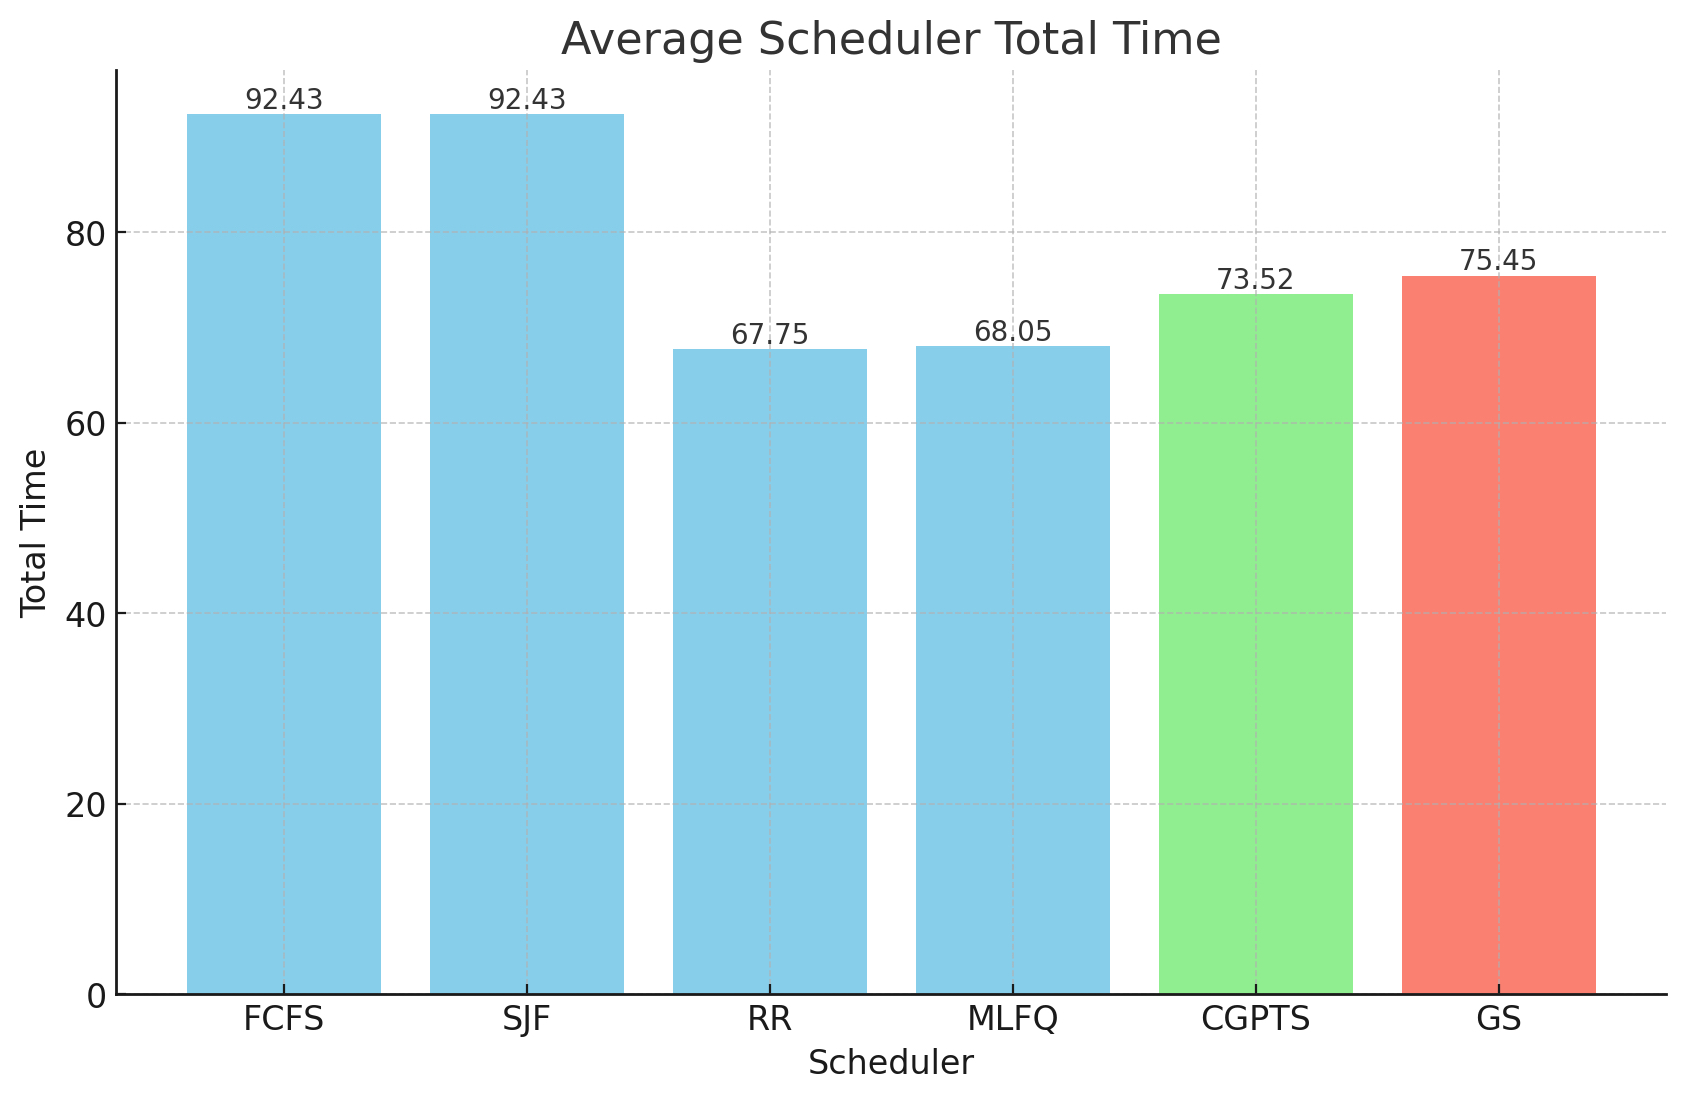 Average Scheduler Total Time
92.43
92.43
67.75
68.05
73.52
75.45
80
60
40
20
0
Total Time
FCFS
SJF
RR
MLFQ
CGPTS
GS
Scheduler